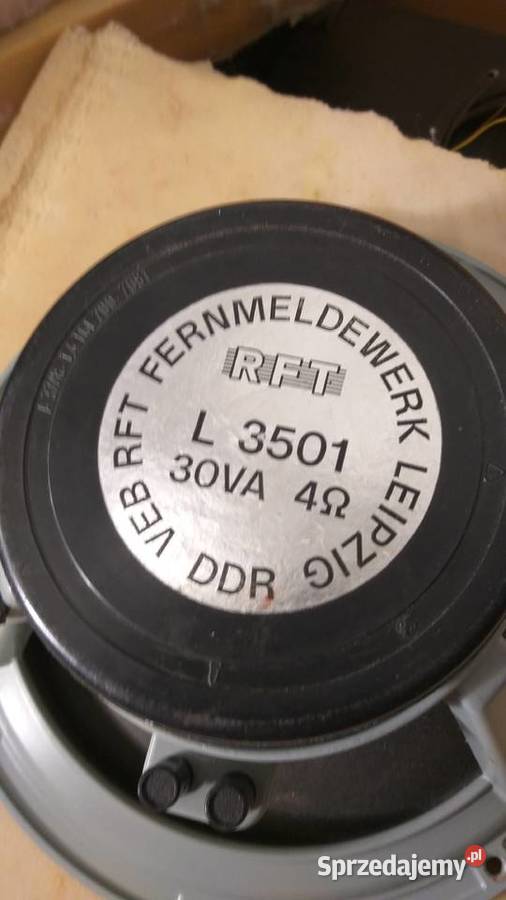 VEB RFT FERNMELDEWERK LEIPZIG
RFT
L 3501
30VA 4Ω
DDR
Sprzedajemy.pl